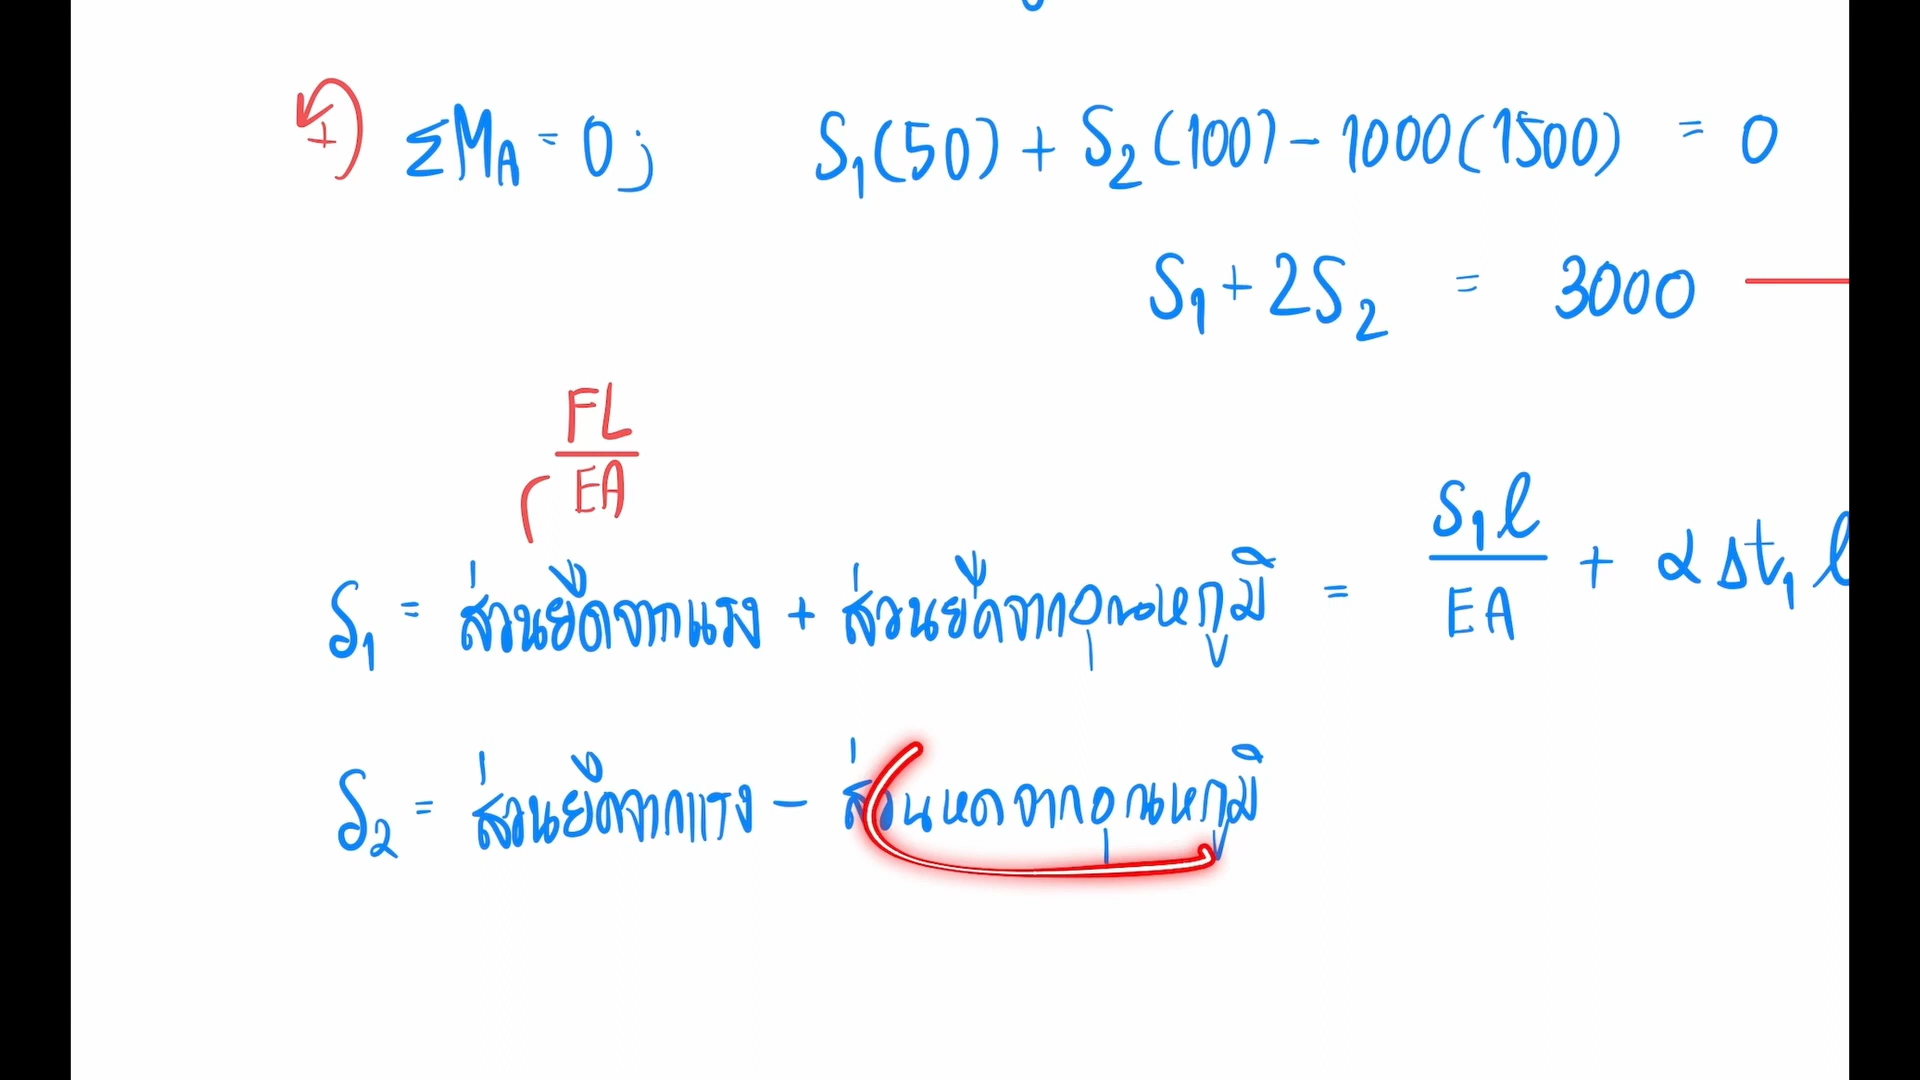 + ΣM_A = 0 ; S₁(50) + S₂(100) - 1000(1500) = 0
S₁ + 2S₂ = 3000
FL
EA
δ₁ = ส่วนยืดจากแรง + ส่วนยืดจากอุณหภูมิ = S₁l / EA + αΔt₁l
δ₂ = ส่วนยืดจากแรง - ส่วนหดจากอุณหภูมิ